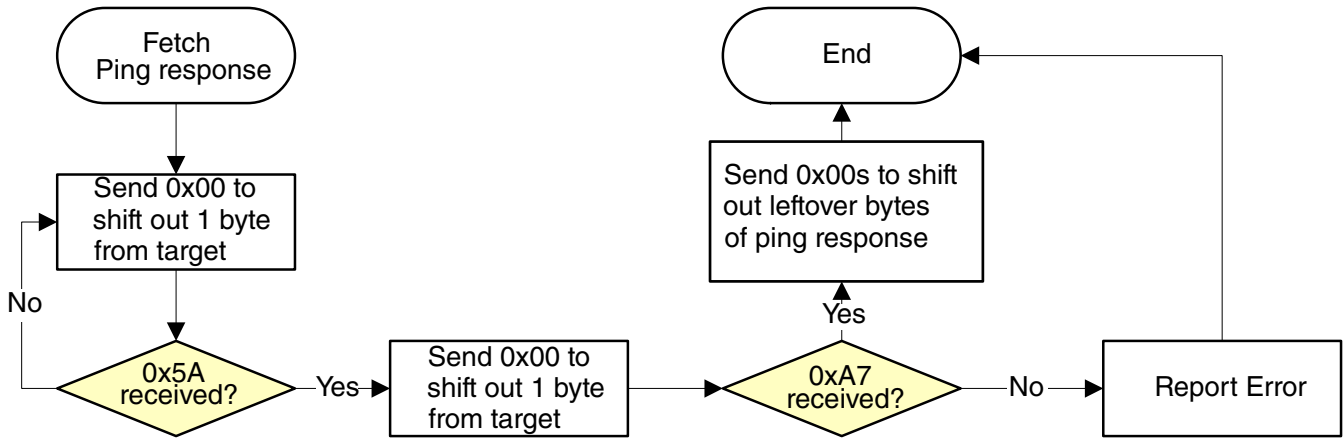 Fetch
Ping response
Send 0x00 to
shift out 1 byte
from target
No
0x5A
received?
Yes
Send 0x00 to
shift out 1 byte
from target
0xA7
received?
Yes
Send 0x00s to shift
out leftover bytes
of ping response
End
No
Report Error